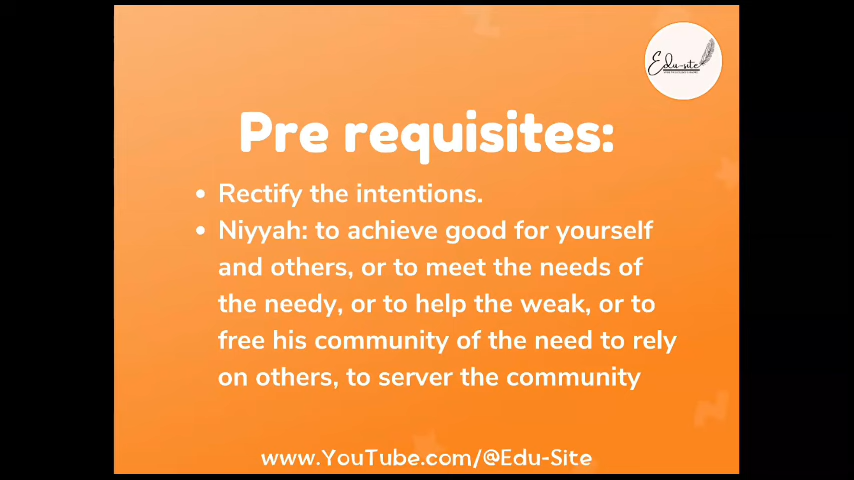 Edu-site
Pre requisites:
• Rectify the intentions.
• Niyyah: to achieve good for yourself
and others, or to meet the needs of
the needy, or to help the weak, or to
free his community of the need to rely
on others, to server the community
www.YouTube.com/@Edu-Site